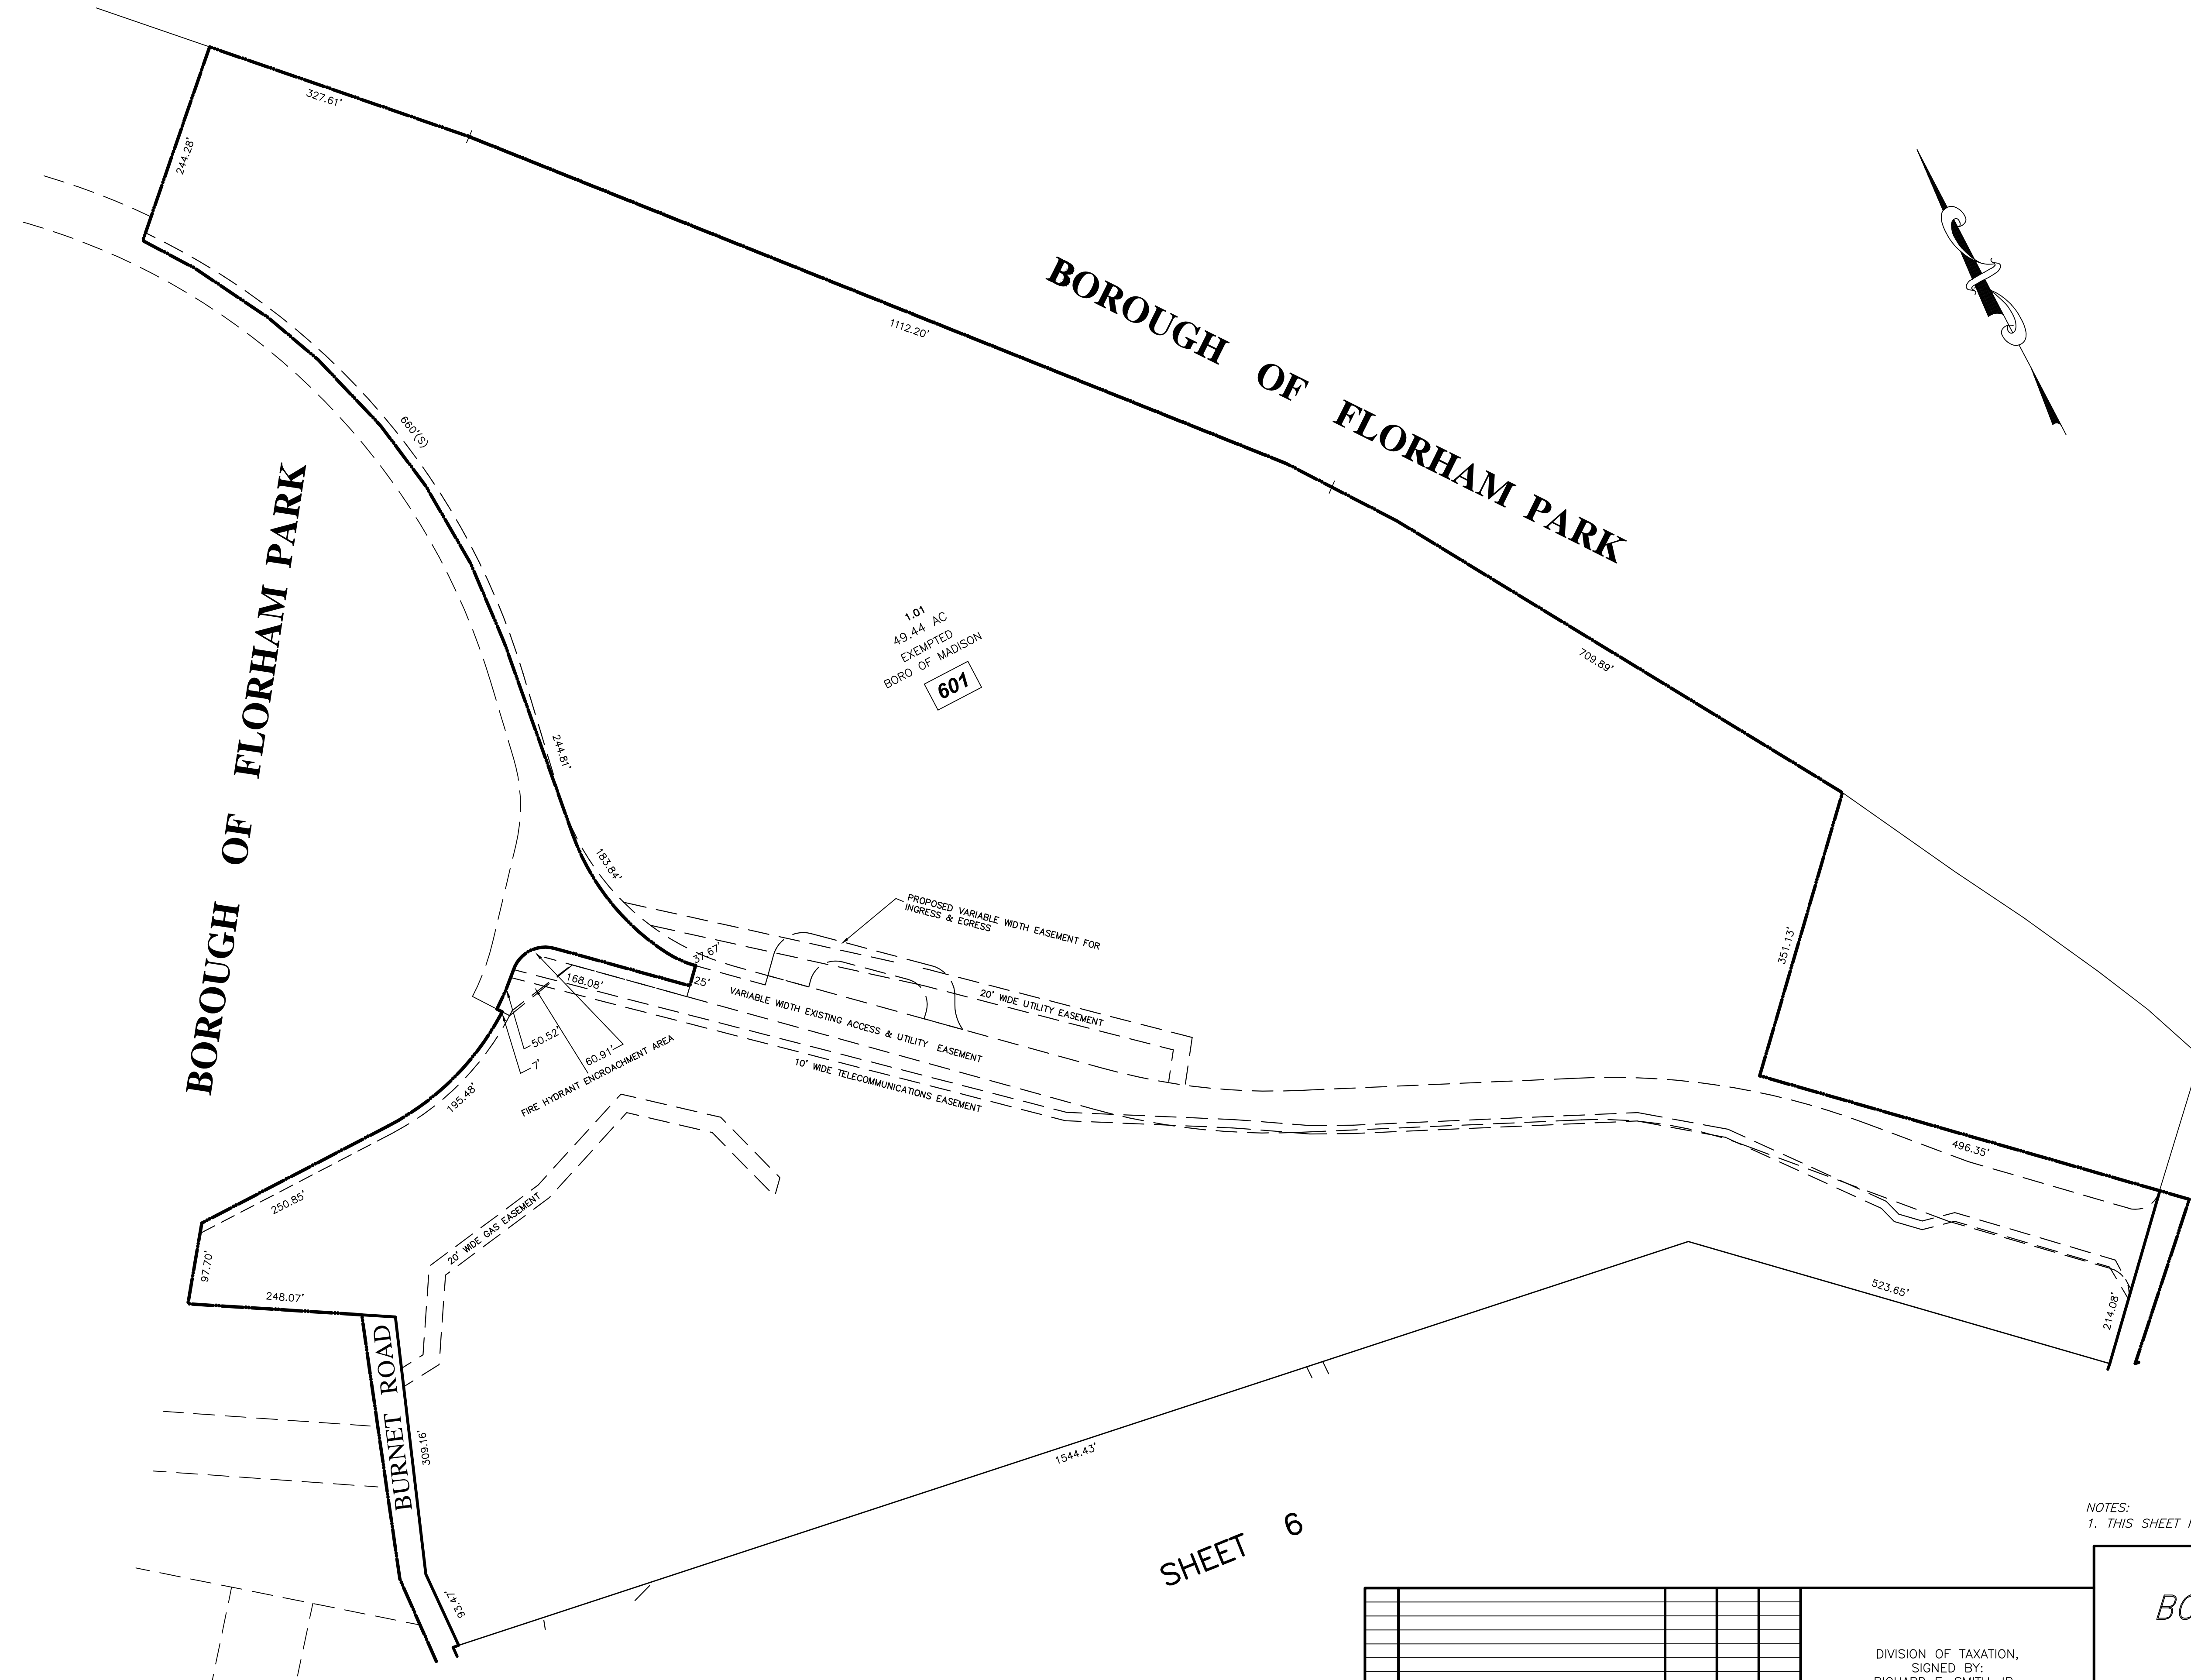 327.61'
244.28'
1112.20'
BOROUGH OF FLORHAM PARK
660'(S)
BOROUGH OF FLORHAM PARK
1.01
49.44 AC
EXEMPTED
BORO OF MADISON
601
709.89'
244.81'
183.84'
PROPOSED VARIABLE WIDTH EASEMENT FOR
INGRESS & EGRESS
351.13'
37.67'
25'
168.08'
VARIABLE WIDTH EXISTING ACCESS & UTILITY EASEMENT
20' WIDE UTILITY EASEMENT
50.52'
60.91'
7'
FIRE HYDRANT ENCROACHMENT AREA
10' WIDE TELECOMMUNICATIONS EASEMENT
195.48'
496.35'
250.85'
20' WIDE GAS EASEMENT
97.70'
248.07'
523.65'
214.08'
BURNET ROAD
309.16'
1544.43'
93.47'
SHEET 6
NOTES:
1. THIS SHEET
BO
DIVISION OF TAXATION,
SIGNED BY: